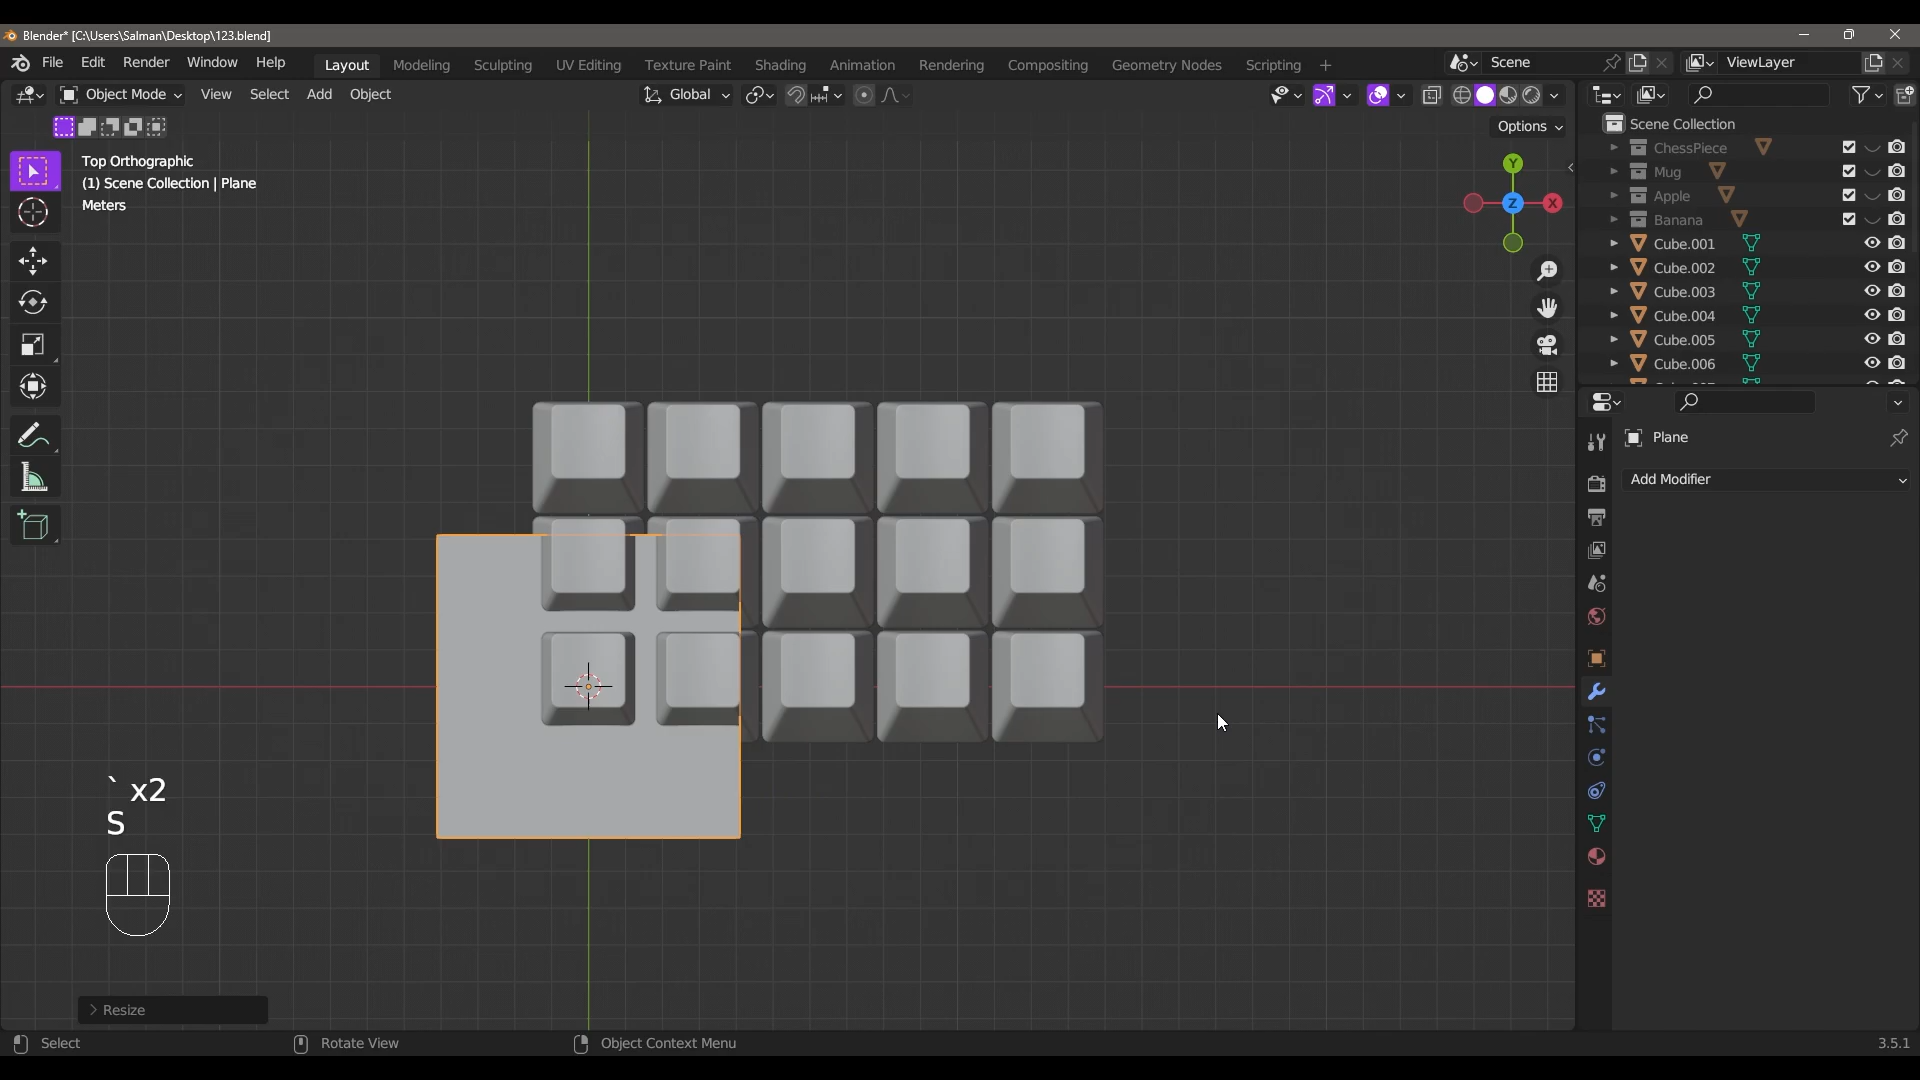 Blender* [C:\Users\Salman\Desktop\123.blend]
File Edit Render Window Help Layout Modeling Sculpting UV Editing Texture Paint Shading Animation Rendering Compositing Geometry Nodes Scripting + Scene ViewLayer
Object Mode View Select Add Object Global
Options
Top Orthographic
(1) Scene Collection | Plane
Meters
Y
X
Z
Scene Collection
ChessPiece
Mug
Apple
Banana
Cube.001
Cube.002
Cube.003
Cube.004
Cube.005
Cube.006
Plane
Add Modifier
` x2
S
> Resize
Select Rotate View Object Context Menu 3.5.1